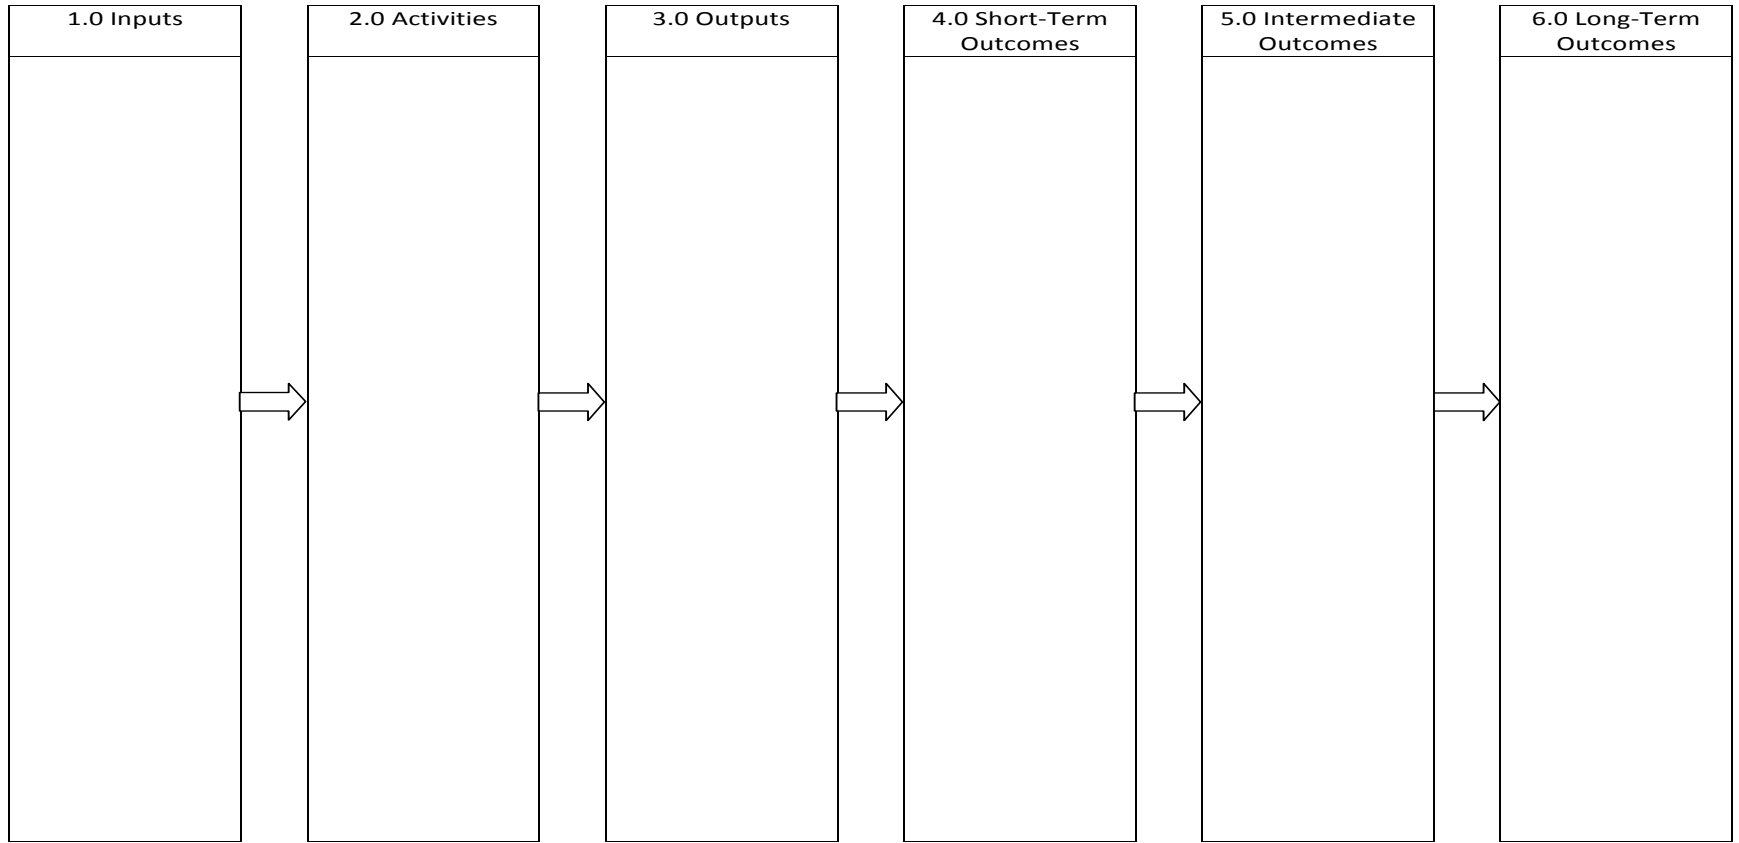 1.0 Inputs
2.0 Activities
3.0 Outputs
4.0 Short-Term
Outcomes
5.0 Intermediate
Outcomes
6.0 Long-Term
Outcomes